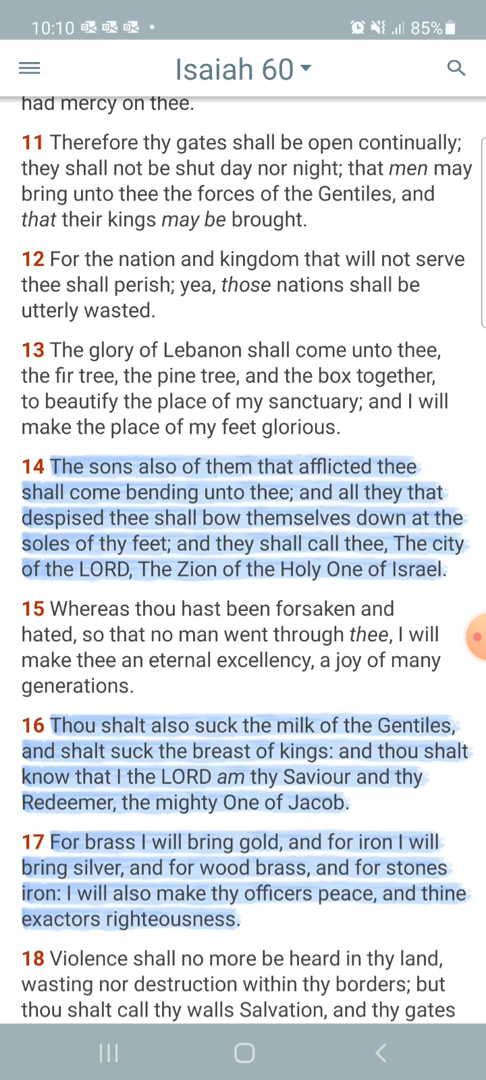 10:10
85%
Isaiah 60
had mercy on thee.
11 Therefore thy gates shall be open continually;
they shall not be shut day nor night; that men may
bring unto thee the forces of the Gentiles, and
that their kings may be brought.
12 For the nation and kingdom that will not serve
thee shall perish; yea, those nations shall be
utterly wasted.
13 The glory of Lebanon shall come unto thee,
the fir tree, the pine tree, and the box together,
to beautify the place of my sanctuary; and I will
make the place of my feet glorious.
14 The sons also of them that afflicted thee
shall come bending unto thee; and all they that
despised thee shall bow themselves down at the
soles of thy feet; and they shall call thee, The city
of the LORD, The Zion of the Holy One of Israel.
15 Whereas thou hast been forsaken and
hated, so that no man went through thee, I will
make thee an eternal excellency, a joy of many
generations.
16 Thou shalt also suck the milk of the Gentiles,
and shalt suck the breast of kings: and thou shalt
know that I the LORD am thy Saviour and thy
Redeemer, the mighty One of Jacob.
17 For brass I will bring gold, and for iron I will
bring silver, and for wood brass, and for stones
iron: I will also make thy officers peace, and thine
exactors righteousness.
18 Violence shall no more be heard in thy land,
wasting nor destruction within thy borders; but
thou shalt call thy walls Salvation, and thy gates